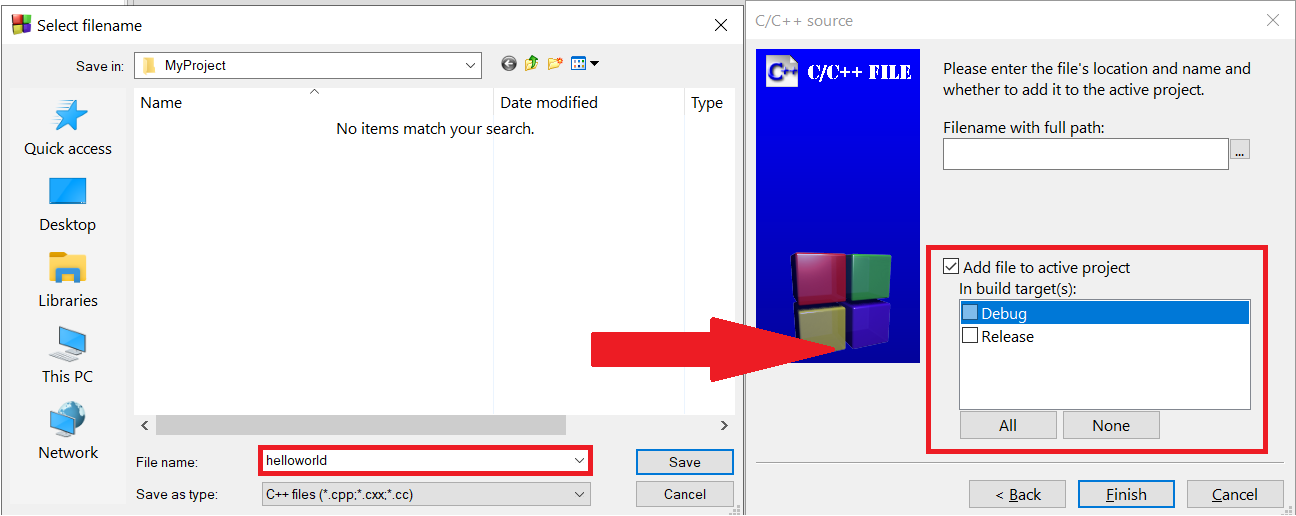 Select filename
Save in:
MyProject
Name
Date modified
Type
No items match your search.
Quick access
Desktop
Libraries
This PC
Network
File name:
helloworld
Save
Save as type:
C++ files (*.cpp;*.cxx;*.cc)
Cancel
C/C++ source
C++
C/C++ FILE
Please enter the file's location and name and
whether to add it to the active project.
Filename with full path:
...
Add file to active project
In build target(s):
Debug
Release
All
None
< Back
Finish
Cancel